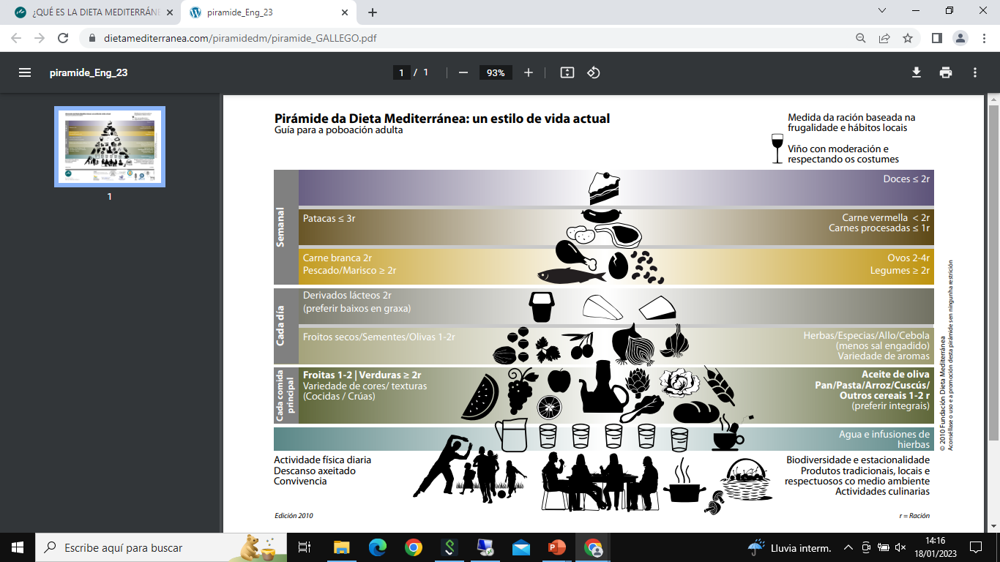 ¿QUÉ ES LA DIETA MEDITERRÁNE
piramide_Eng_23
dietamediterranea.com/piramidedm/piramide_GALLEGO.pdf
piramide_Eng_23
1 / 1
93%
1
Pirámide da Dieta Mediterránea: un estilo de vida actual
Guía para a poboación adulta
Medida da ración baseada na
frugalidade e hábitos locais
Viño con moderación e
respectando os costumes
Semanal
Doces ≤ 2r
Patacas ≤ 3r
Carne vermella < 2r
Carnes procesadas ≤ 1r
Carne branca 2r
Pescado/Marisco ≥ 2r
Ovos 2-4r
Legumes ≥ 2r
Cada día
Derivados lácteos 2r
(preferir baixos en graxa)
Froitos secos/Sementes/Olivas 1-2r
Herbas/Especias/Allo/Cebola
(menos sal engadido)
Variedade de aromas
Cada comida
principal
Froitas 1-2 | Verduras ≥ 2r
Variedade de cores/ texturas
(Cocidas / Crúas)
Aceite de oliva
Pan/Pasta/Arroz/Cuscús/
Outros cereais 1-2 r
(preferir integrais)
Agua e infusiones de
hierbas
Actividade física diaria
Descanso axeitado
Convivencia
Biodiversidade e estacionalidade
Produtos tradicionais, locais e
respectuosos co medio ambiente
Actividades culinarias
© 2010 Fundación Dieta Mediterránea
Aconséllase o uso e a promoción desta pirámide sen ningunha restrición
Edición 2010
r = Ración
Escribe aquí para buscar
Lluvia interm.
14:16
18/01/2023